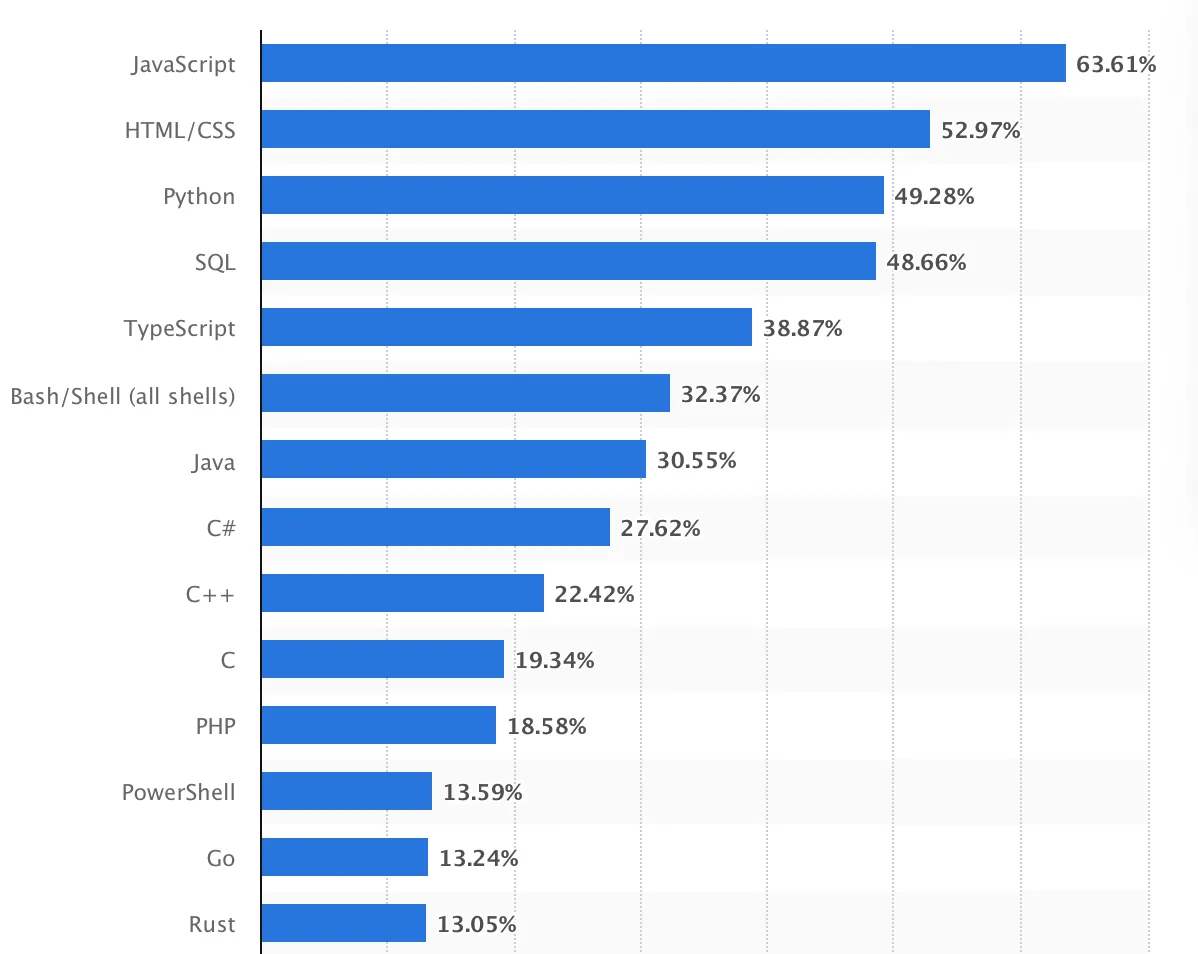 JavaScript 63.61%
HTML/CSS 52.97%
Python 49.28%
SQL 48.66%
TypeScript 38.87%
Bash/Shell (all shells) 32.37%
Java 30.55%
C# 27.62%
C++ 22.42%
C 19.34%
PHP 18.58%
PowerShell 13.59%
Go 13.24%
Rust 13.05%